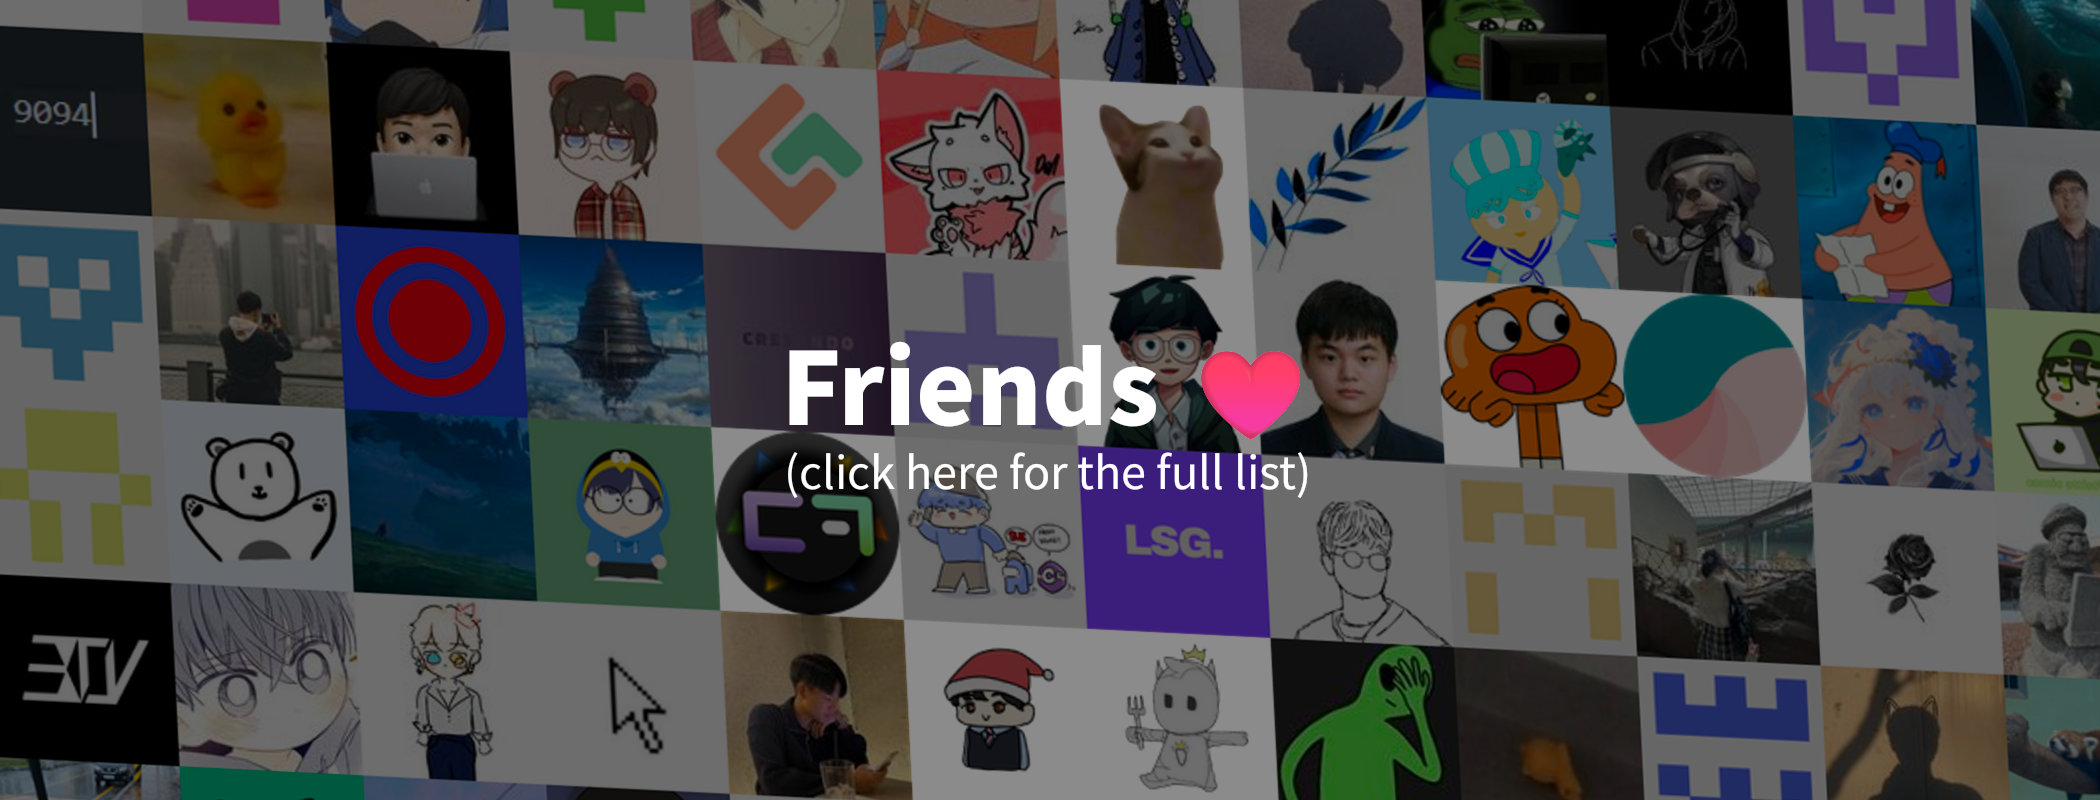 9094
Friends ❤️
(click here for the full list)
LSG.